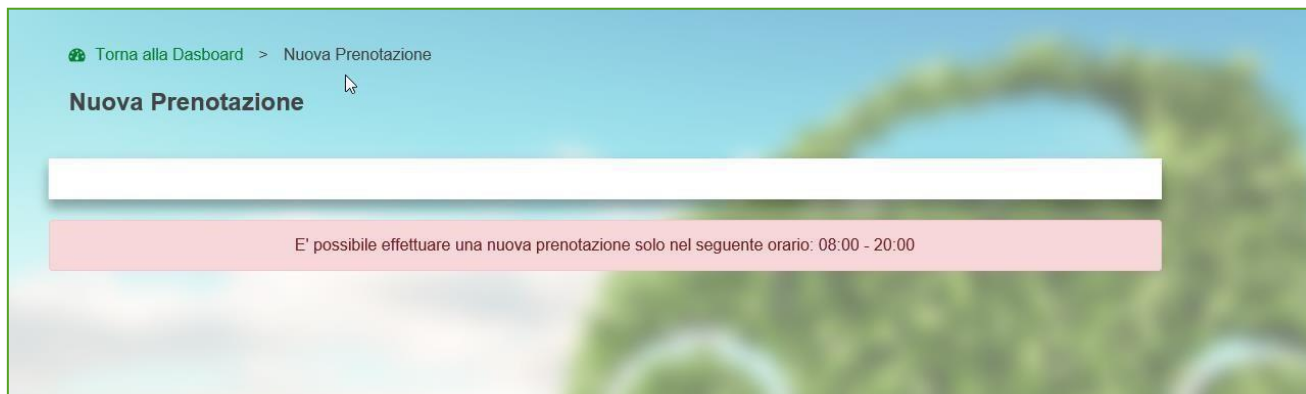 Torna alla Dasboard > Nuova Prenotazione
Nuova Prenotazione
E' possibile effettuare una nuova prenotazione solo nel seguente orario: 08:00 - 20:00